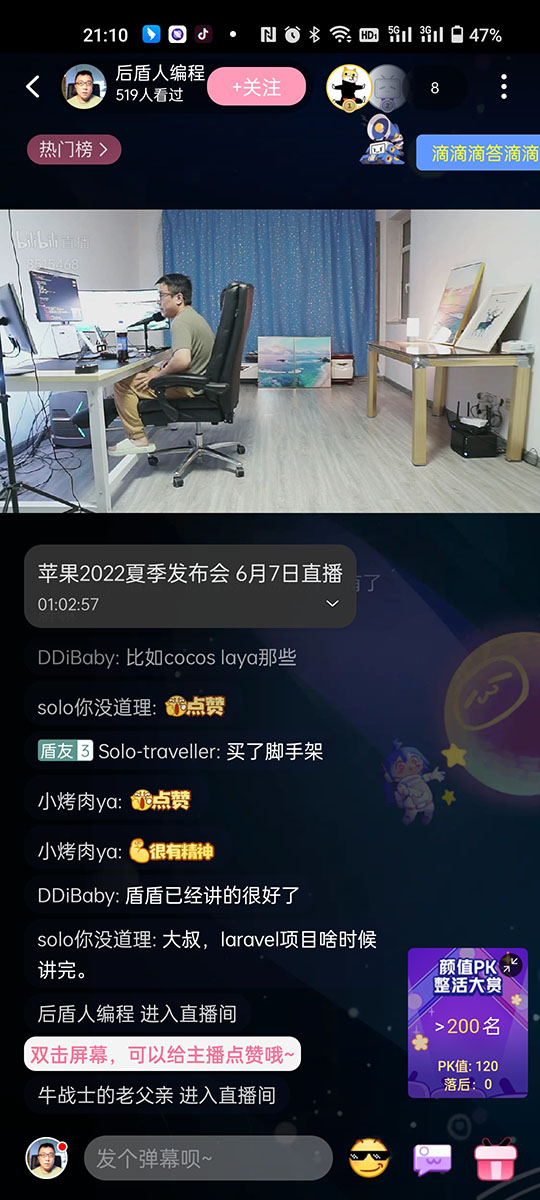 21:10
HD1
5G
3G
47%
后盾人编程
519人看过
+关注
8
热门榜 >
滴滴滴答滴滴
bilibili 直播
苹果2022夏季发布会 6月7日直播
01:02:57
有了
DDiBaby: 比如cocos laya那些
solo你没道理: 点赞
盾友 3 Solo-traveller: 买了脚手架
小烤肉ya: 点赞
小烤肉ya: 很有精神
DDiBaby: 盾盾已经讲的很好了
solo你没道理: 大叔，laravel项目啥时候
讲完。
后盾人编程 进入直播间
双击屏幕，可以给主播点赞哦~
牛战士的老父亲 进入直播间
颜值PK
整活大赏
>200名
PK值: 120
落后: 0
发个弹幕呗~